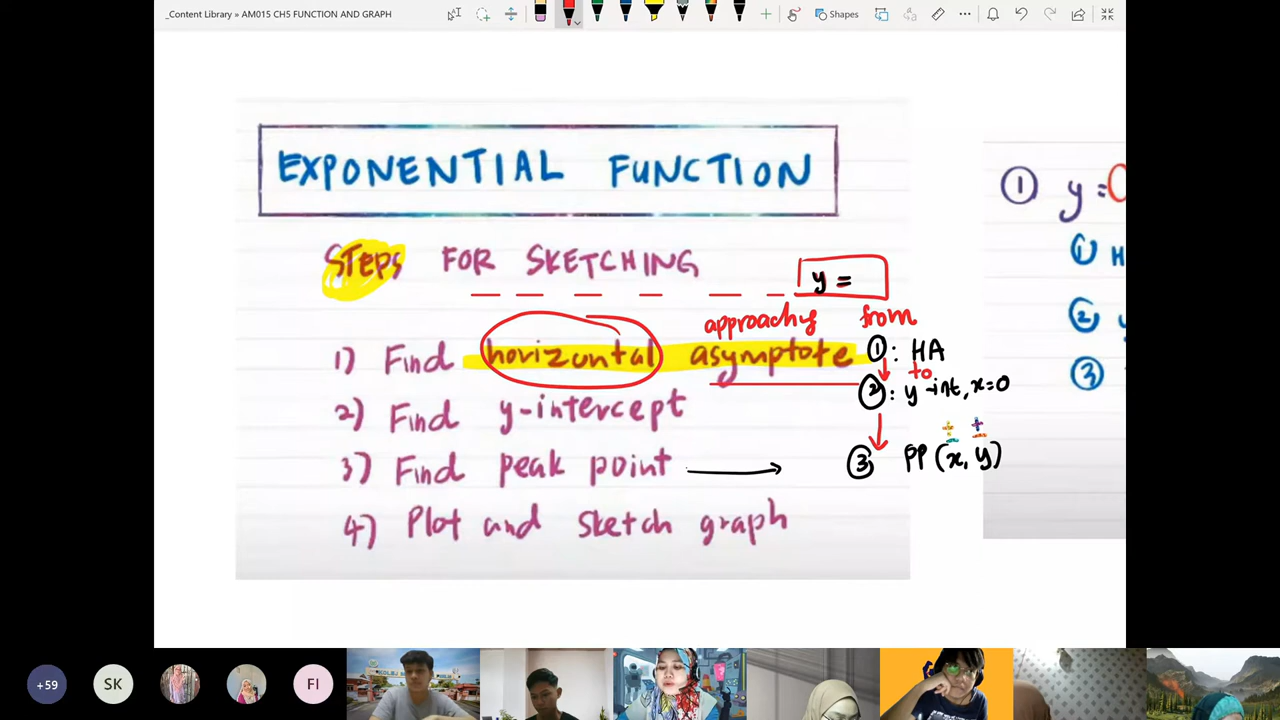 _Content Library » AM015 CH5 FUNCTION AND GRAPH
Shapes
EXPONENTIAL FUNCTION
STEPS FOR SKETCHING
y =
approaching from
1) Find horizontal asymptote
①: HA
to
②: y-int, x=0
2) Find y-intercept
3) Find peak point
③ PP (x, y)
± ±
4) Plot and sketch graph
① y =
① H
②
③
+59
SK
FI